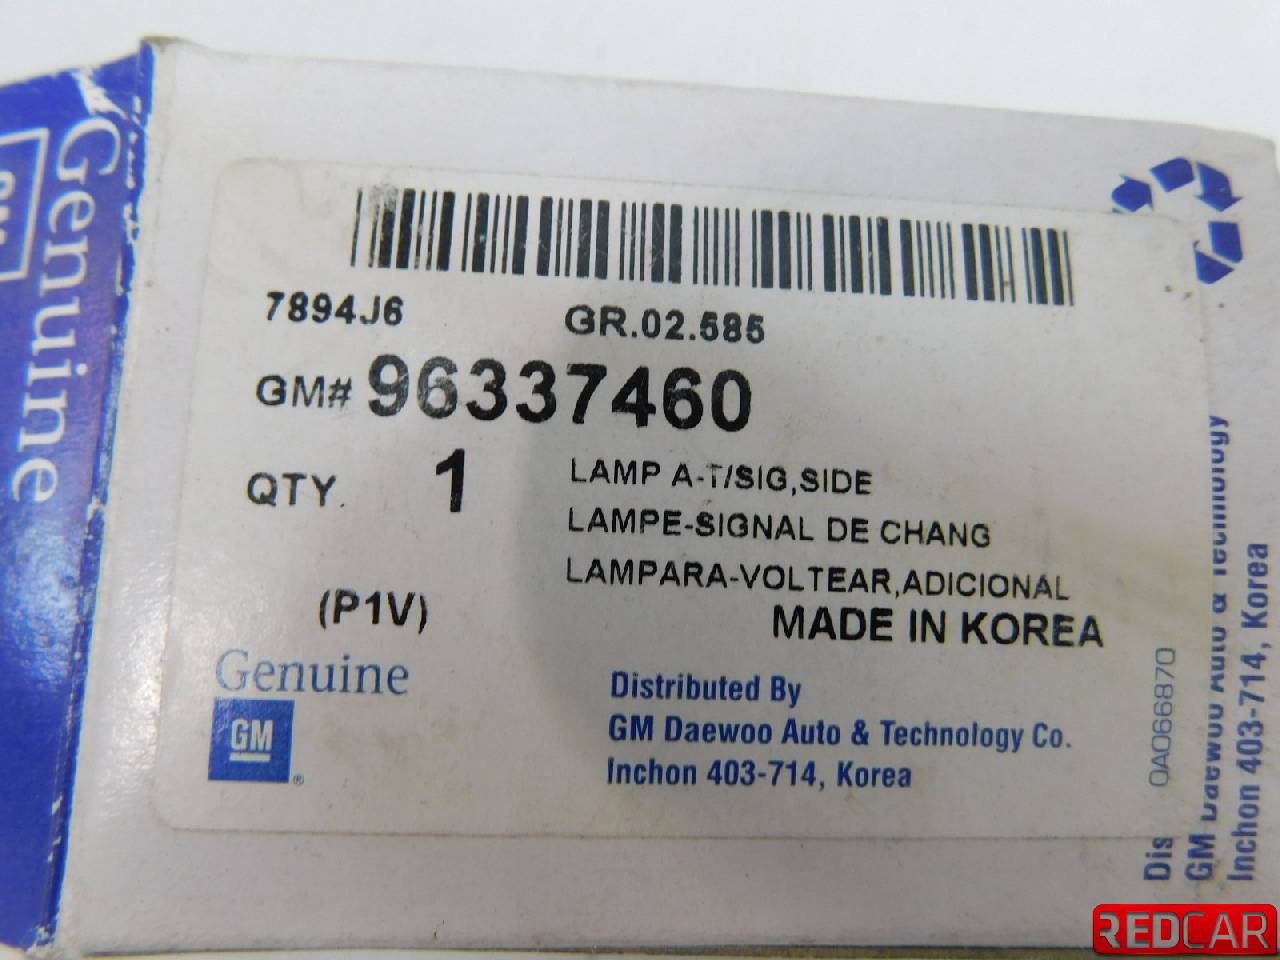 Genuine
GM
7894J6
GR.02.585
GM# 96337460
QTY. 1
LAMP A-T/SIG,SIDE
LAMPE-SIGNAL DE CHANG
LAMPARA-VOLTEAR,ADICIONAL
(P1V)
MADE IN KOREA
Genuine
GM
®
Distributed By
GM Daewoo Auto & Technology Co.
Inchon 403-714, Korea
QA066870
Dis
GM Daewoo Auto & Technology
Inchon 403-714, Korea
REDCAR